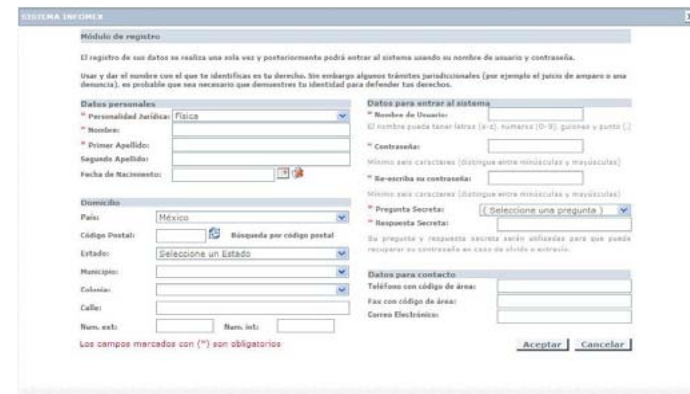 SISTEMA INFOMEX
Módulo de registro
El registro de sus datos se realiza una sola vez y posteriormente podrá entrar al sistema usando su nombre de usuario y contraseña.
Usar y dar el nombre con el que te identificas es tu derecho. Sin embargo algunos trámites jurisdiccionales (por ejemplo el juicio de amparo o una
denuncia), es probable que sea necesario que demuestres tu identidad para defender tus derechos.
Datos personales
* Personalidad Jurídica: Física
* Nombre:
* Primer Apellido:
Segundo Apellido:
Fecha de Nacimiento:
Domicilio
País: México
Código Postal: Búsqueda por código postal
Estado: Seleccione un Estado
Municipio:
Colonia:
Calle:
Num. ext: Num. int:
Los campos marcados con (*) son obligatorios
Datos para entrar al sistema
* Nombre de Usuario:
El nombre puede tener letras (a-z), numeros (0-9), guiones y punto (.)
* Contraseña:
Mínimo seis caracteres (distingue entre minúsculas y mayúsculas)
* Re-escriba su contraseña:
Mínimo seis caracteres (distingue entre minúsculas y mayúsculas)
* Pregunta Secreta: ( Seleccione una pregunta )
* Respuesta Secreta:
Su pregunta y respuesta secreta serán utilizadas para que pueda
recuperar su contraseña en caso de olvido o extravío.
Datos para contacto
Teléfono con código de área:
Fax con código de área:
Correo Electrónico:
Aceptar Cancelar